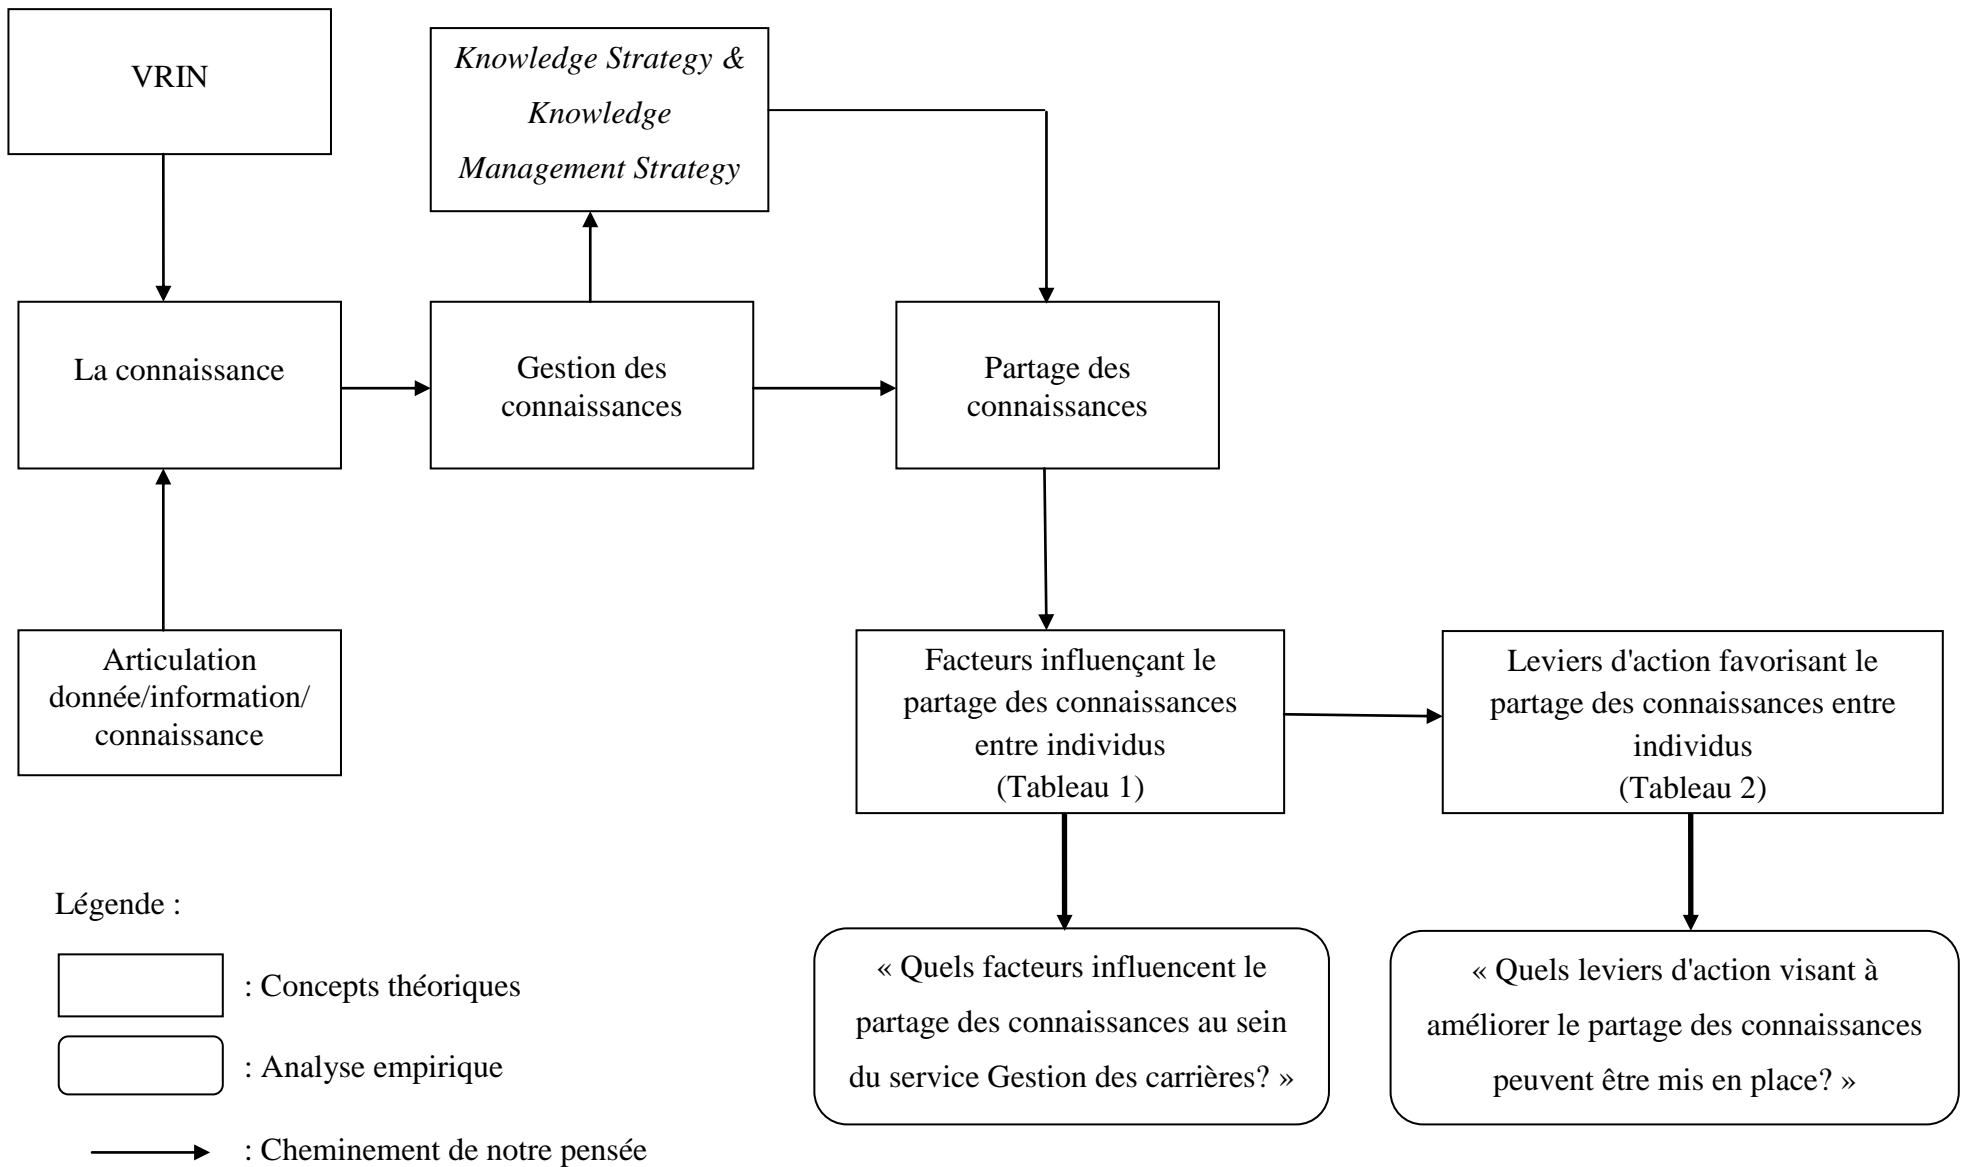 VRIN
Knowledge Strategy &
Knowledge
Management Strategy
La connaissance
Gestion des
connaissances
Partage des
connaissances
Articulation
donnée/information/
connaissance
Facteurs influençant le
partage des connaissances
entre individus
(Tableau 1)
Leviers d'action favorisant le
partage des connaissances entre
individus
(Tableau 2)
« Quels facteurs influencent le
partage des connaissances au sein
du service Gestion des carrières? »
« Quels leviers d'action visant à
améliorer le partage des connaissances
peuvent être mis en place? »
Légende :
: Concepts théoriques
: Analyse empirique
: Cheminement de notre pensée